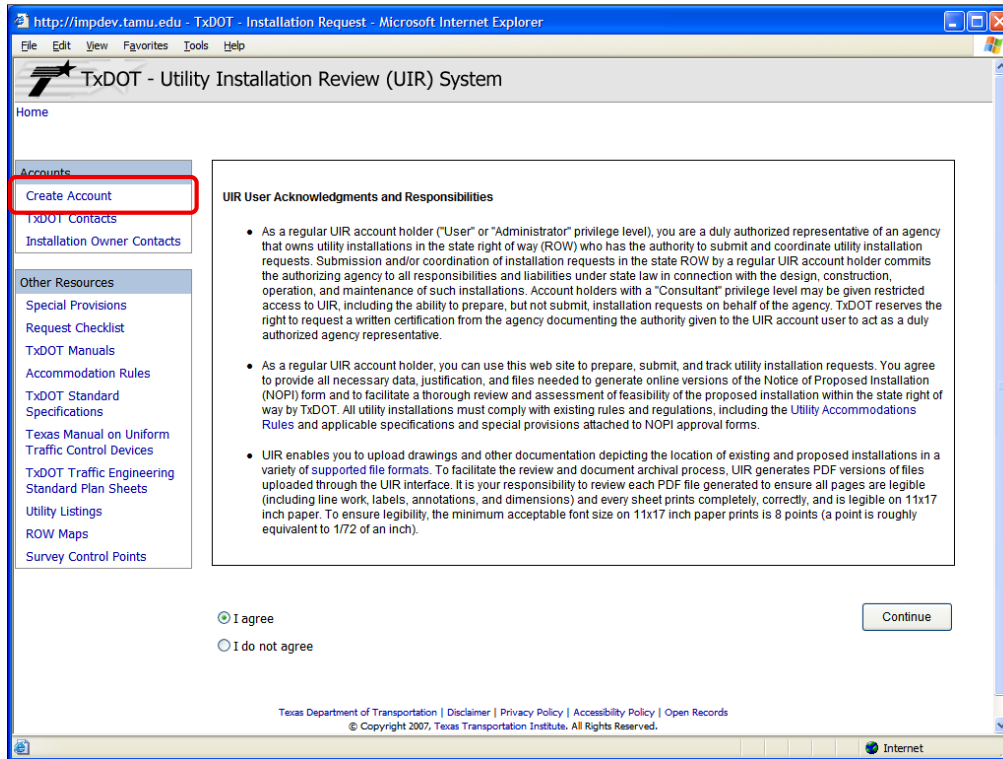 http://impdev.tamu.edu - TxDOT - Installation Request - Microsoft Internet Explorer
File Edit View Favorites Tools Help
TxDOT - Utility Installation Review (UIR) System
Home
Accounts
Create Account
TxDOT Contacts
Installation Owner Contacts
Other Resources
Special Provisions
Request Checklist
TxDOT Manuals
Accommodation Rules
TxDOT Standard
Specifications
Texas Manual on Uniform
Traffic Control Devices
TxDOT Traffic Engineering
Standard Plan Sheets
Utility Listings
ROW Maps
Survey Control Points
UIR User Acknowledgments and Responsibilities
• As a regular UIR account holder ("User" or "Administrator" privilege level), you are a duly authorized representative of an agency
that owns utility installations in the state right of way (ROW) who has the authority to submit and coordinate utility installation
requests. Submission and/or coordination of installation requests in the state ROW by a regular UIR account holder commits
the authorizing agency to all responsibilities and liabilities under state law in connection with the design, construction,
operation, and maintenance of such installations. Account holders with a "Consultant" privilege level may be given restricted
access to UIR, including the ability to prepare, but not submit, installation requests on behalf of the agency. TxDOT reserves the
right to request a written certification from the agency documenting the authority given to the UIR account user to act as a duly
authorized agency representative.
• As a regular UIR account holder, you can use this web site to prepare, submit, and track utility installation requests. You agree
to provide all necessary data, justification, and files needed to generate online versions of the Notice of Proposed Installation
(NOPI) form and to facilitate a thorough review and assessment of feasibility of the proposed installation within the state right of
way by TxDOT. All utility installations must comply with existing rules and regulations, including the Utility Accommodations
Rules and applicable specifications and special provisions attached to NOPI approval forms.
• UIR enables you to upload drawings and other documentation depicting the location of existing and proposed installations in a
variety of supported file formats. To facilitate the review and document archival process, UIR generates PDF versions of files
uploaded through the UIR interface. It is your responsibility to review each PDF file generated to ensure all pages are legible
(including line work, labels, annotations, and dimensions) and every sheet prints completely, correctly, and is legible on 11x17
inch paper. To ensure legibility, the minimum acceptable font size on 11x17 inch paper prints is 8 points (a point is roughly
equivalent to 1/72 of an inch).
I agree
Continue
I do not agree
Texas Department of Transportation | Disclaimer | Privacy Policy | Accessibility Policy | Open Records
© Copyright 2007, Texas Transportation Institute. All Rights Reserved.
Internet